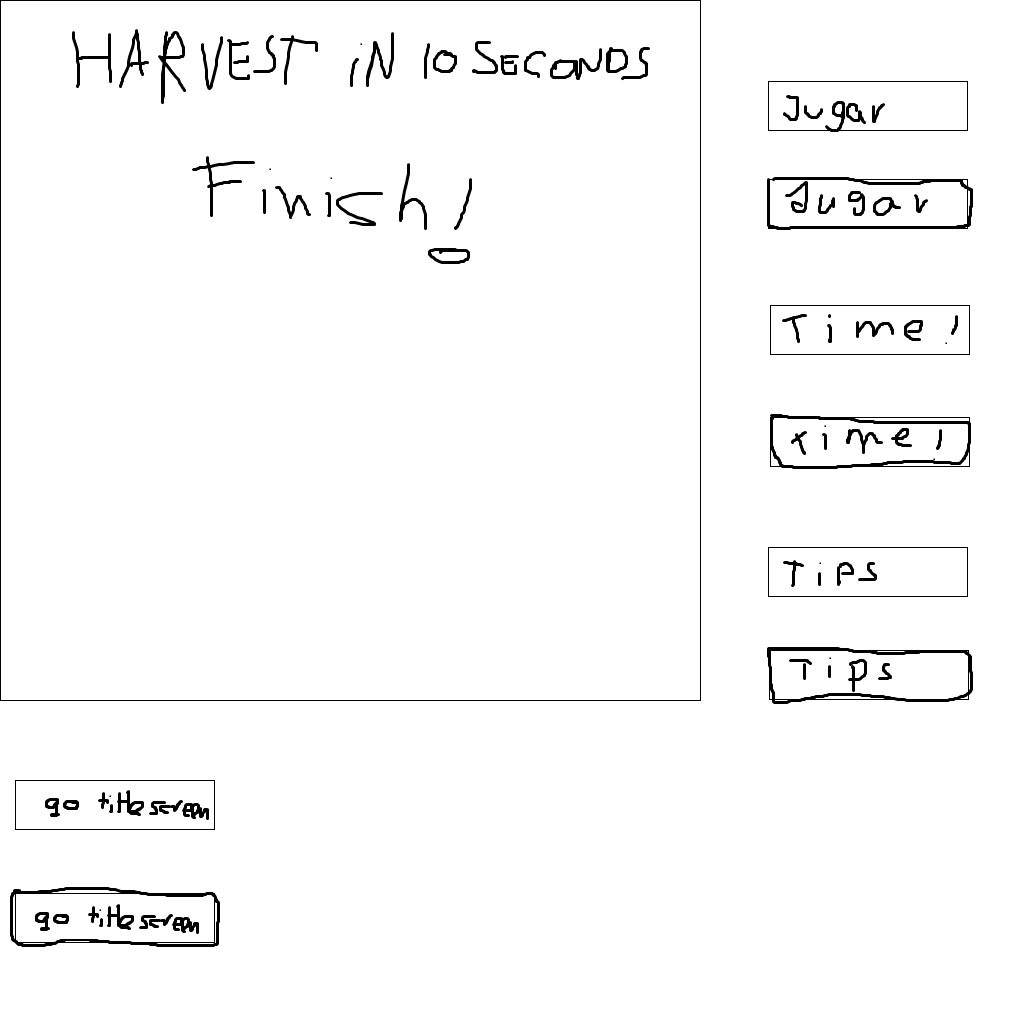 HARVEST iN 10 SECONDS
Finish!
Jugar
Jugar
Time!
time!
Tips
Tips
go title screen
go title screen